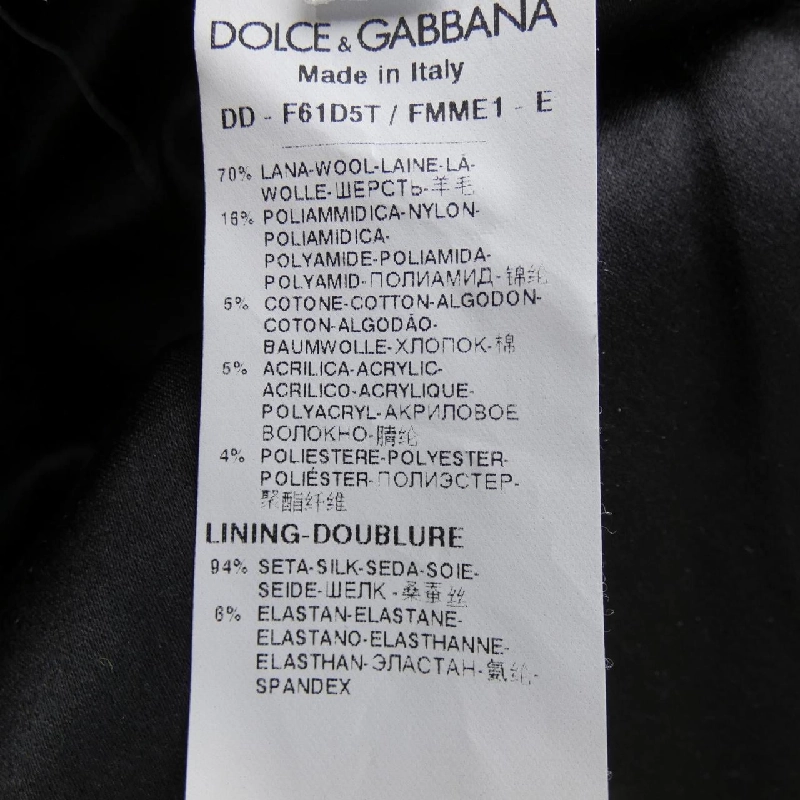 DOLCE & GABBANA
Made in Italy
DD - F61D5T / FMME1 - E
70% LANA-WOOL-LAINE-LÃ-
WOLLE-ШЕРСТЬ-羊毛
16% POLIAMMIDICA-NYLON-
POLIAMIDICA-
POLYAMIDE-POLIAMIDA-
POLYAMID-ПОЛИАМИД-锦纶
5% COTONE-COTTON-ALGODON-
COTON-ALGODÃO-
BAUMWOLLE-ХЛОПОК-棉
5% ACRILICA-ACRYLIC-
ACRILICO-ACRYLIQUE-
POLYACRYL-АКРИЛОВОЕ
ВОЛОКНО-腈纶
4% POLIESTERE-POLYESTER-
POLIÉSTER-ПОЛИЭСТЕР-
聚酯纤维
LINING-DOUBLURE
94% SETA-SILK-SEDA-SOIE-
SEIDE-ШЕЛК-桑蚕丝
6% ELASTAN-ELASTANE-
ELASTANO-ELASTHANNE-
ELASTHAN-ЭЛАСТАН-氨纶-
SPANDEX